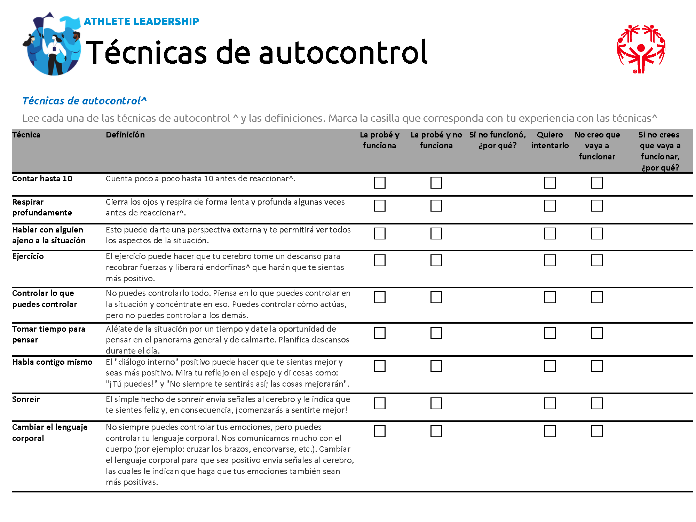 ATHLETE LEADERSHIP
Técnicas de autocontrol
Técnicas de autocontrol^
Lee cada una de las técnicas de autocontrol ^ y las definiciones. Marca la casilla que corresponda con tu experiencia con las técnicas^
Técnica Definición La probé y funciona La probé y no funciona Si no funcionó, ¿por qué? Quiero intentarlo No creo que vaya a funcionar Si no crees que vaya a funcionar, ¿por qué?
Contar hasta 10 Cuenta poco a poco hasta 10 antes de reaccionar^.
Respirar Cierra los ojos y respira de forma lenta y profunda algunas veces
profundamente antes de reaccionar^.
Hablar con alguien Esto puede darte una perspectiva externa y te permitirá ver todos
ajeno a la situación los aspectos de la situación.
Ejercicio El ejercicio puede hacer que tu cerebro tome un descanso para
recobrar fuerzas y liberará endorfinas^ que harán que te sientas
más positivo.
Controlar lo que No puedes controlarlo todo. Piensa en lo que puedes controlar en
puedes controlar la situación y concéntrate en eso. Puedes controlar cómo actúas,
pero no puedes controlar a los demás.
Tomar tiempo para Aléjate de la situación por un tiempo y date la oportunidad de
pensar pensar en el panorama general y de calmarte. Planifica descansos
durante el día.
Habla contigo mismo El "diálogo interno" positivo puede hacer que te sientas mejor y
seas más positivo. Mira tu reflejo en el espejo y di cosas como:
"¡Tú puedes!" y "No siempre te sentirás así; las cosas mejorarán".
Sonreír El simple hecho de sonreír envía señales al cerebro y le indica que
te sientes feliz y, en consecuencia, ¡comenzarás a sentirte mejor!
Cambiar el lenguaje No siempre puedes controlar tus emociones, pero puedes
corporal controlar tu lenguaje corporal. Nos comunicamos mucho con el
cuerpo (por ejemplo: cruzar los brazos, encorvarse, etc.). Cambiar
el lenguaje corporal para que sea positivo envía señales al cerebro,
las cuales le indican que haga que tus emociones también sean
más positivas.